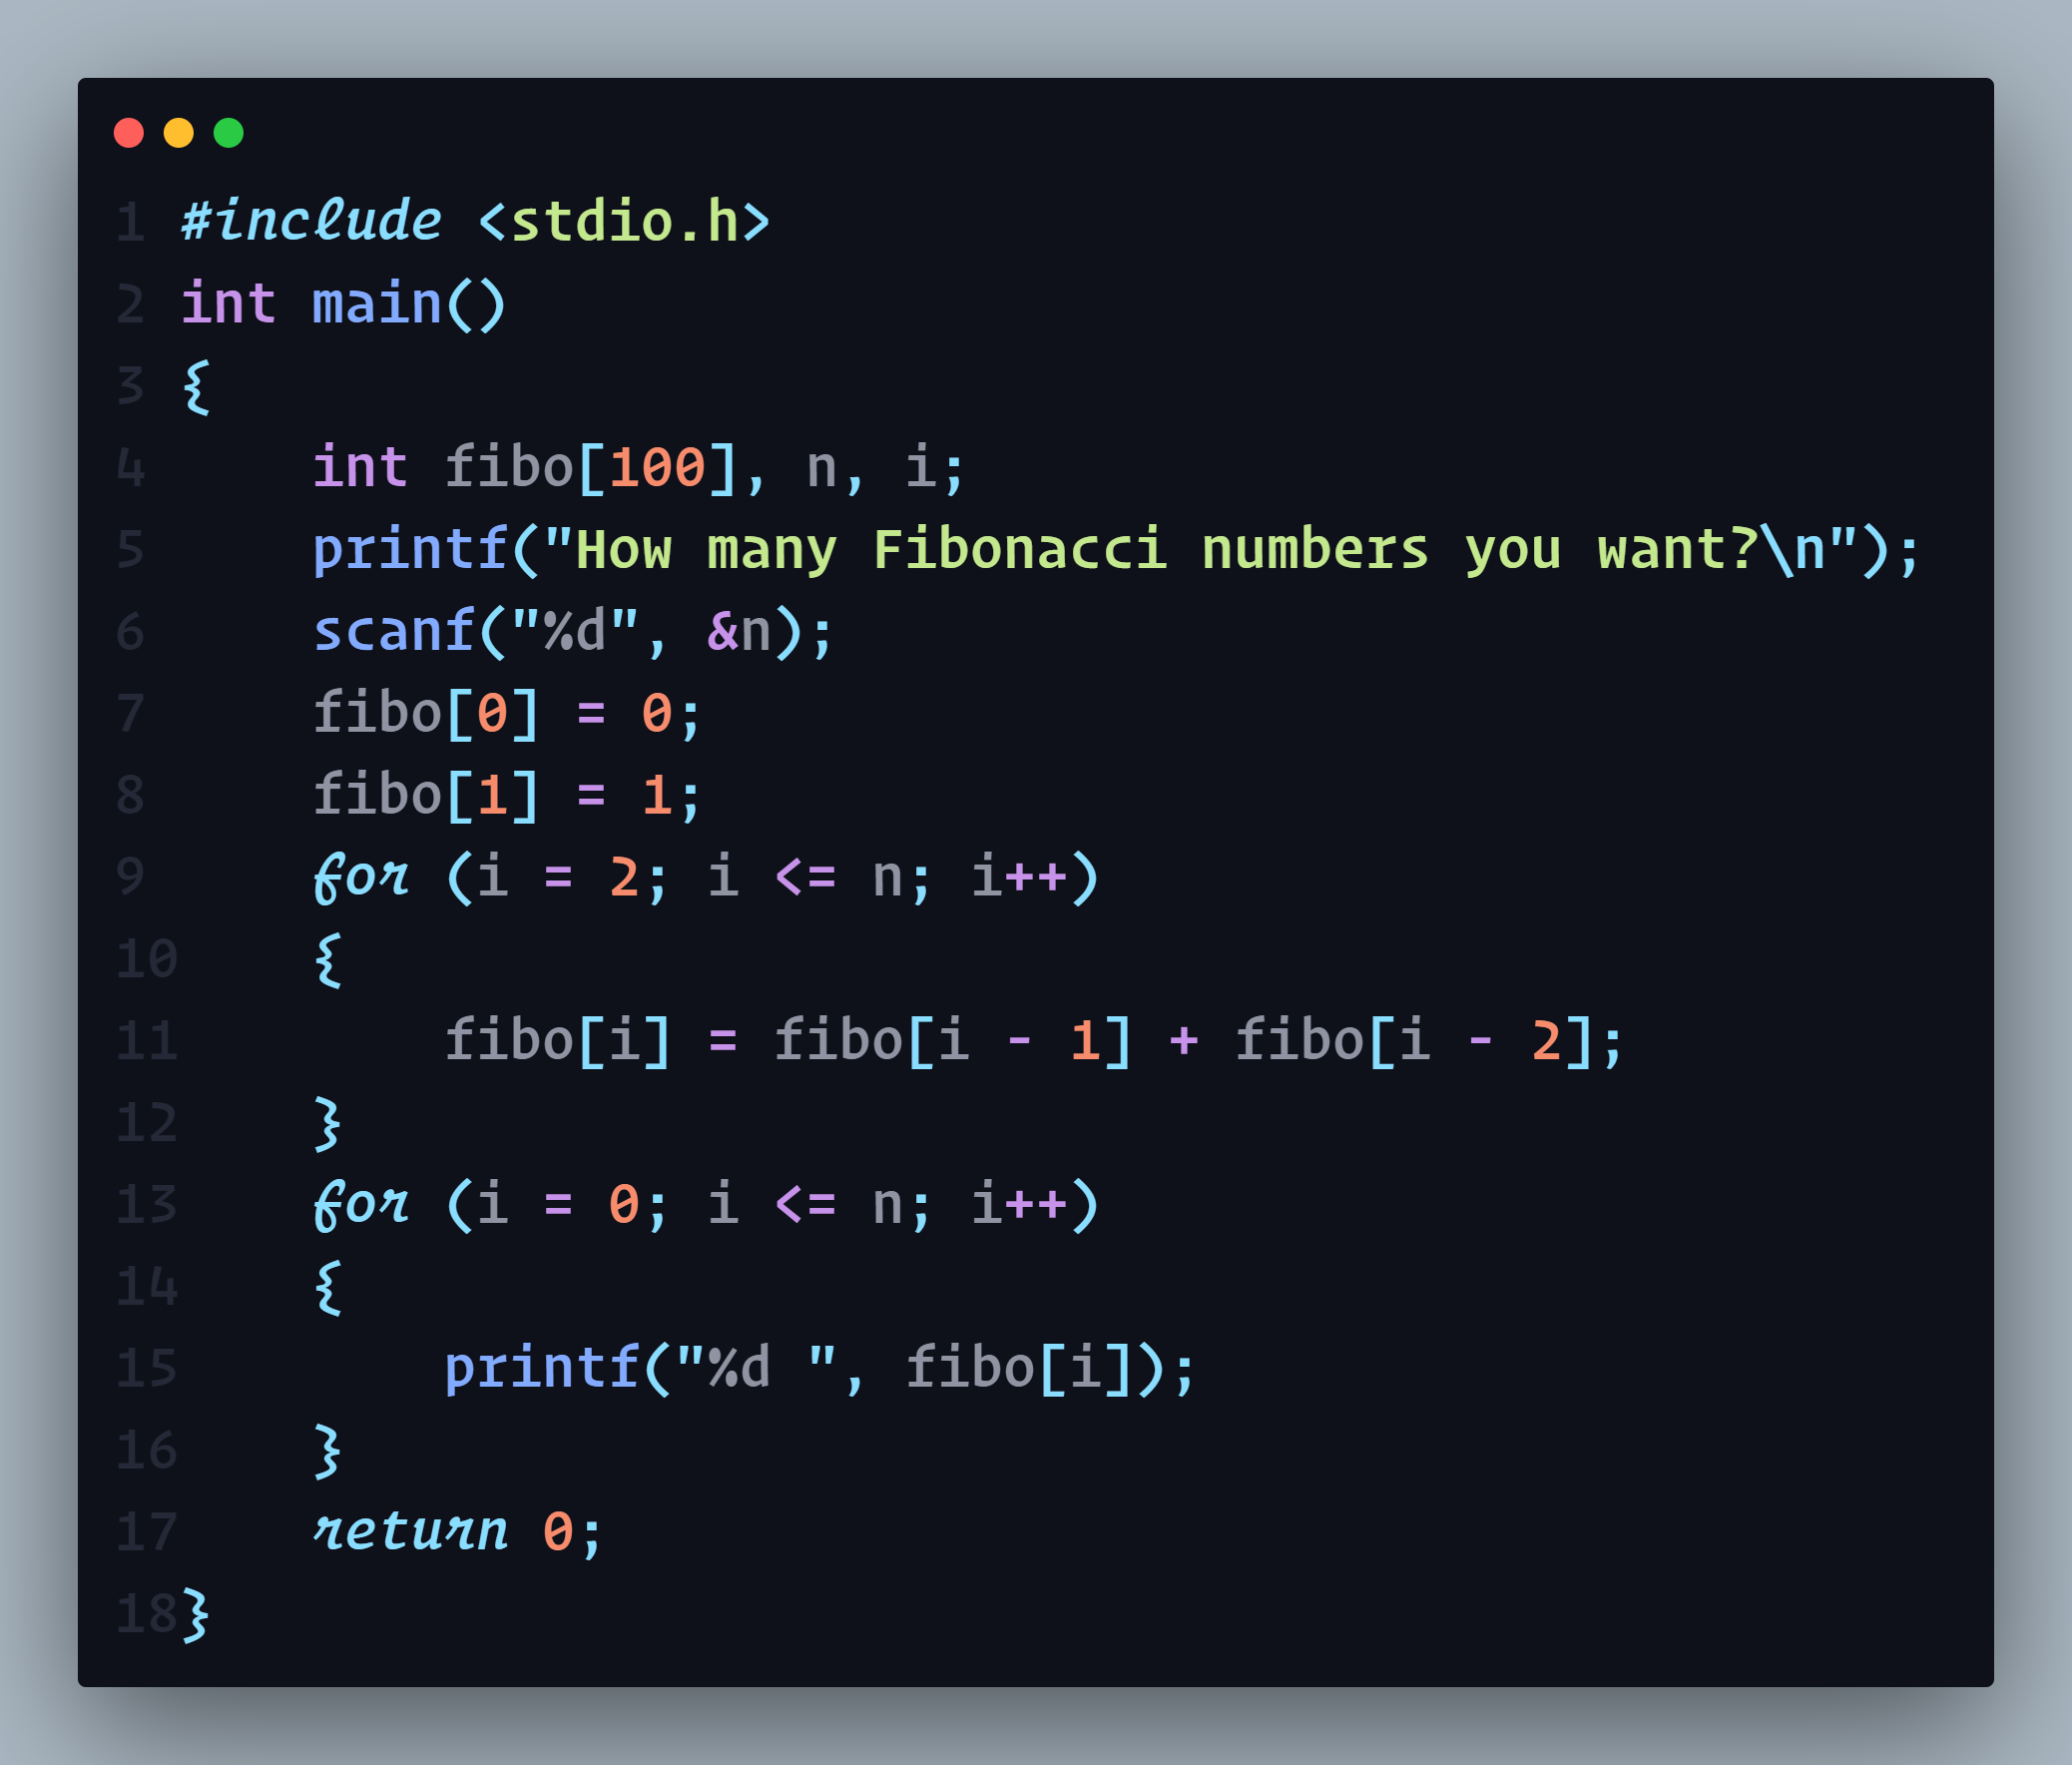 1 #include <stdio.h>
2 int main()
3 {
4     int fibo[100], n, i;
5     printf("How many Fibonacci numbers you want?\n");
6     scanf("%d", &n);
7     fibo[0] = 0;
8     fibo[1] = 1;
9     for (i = 2; i <= n; i++)
10    {
11        fibo[i] = fibo[i - 1] + fibo[i - 2];
12    }
13    for (i = 0; i <= n; i++)
14    {
15        printf("%d ", fibo[i]);
16    }
17    return 0;
18}